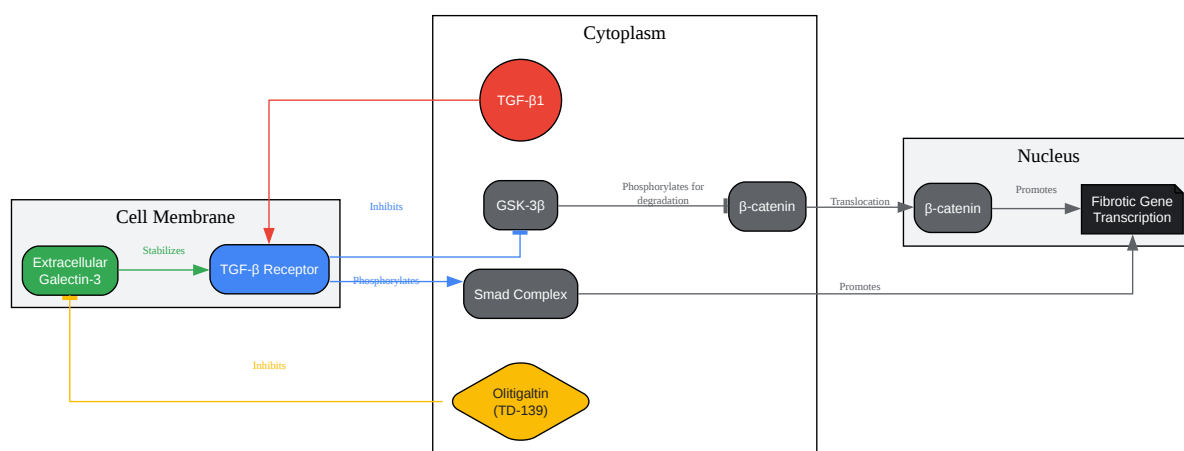 Cytoplasm
TGF-β1
Nucleus
Phosphorylates for
degradation
Promotes
Inhibits
GSK-3β
β-catenin
Translocation
β-catenin
Fibrotic Gene
Transcription
Cell Membrane
Stabilizes
Extracellular
Galectin-3
TGF-β Receptor
Phosphorylates
Smad Complex
Promotes
Inhibits
Olitigaltin
(TD-139)